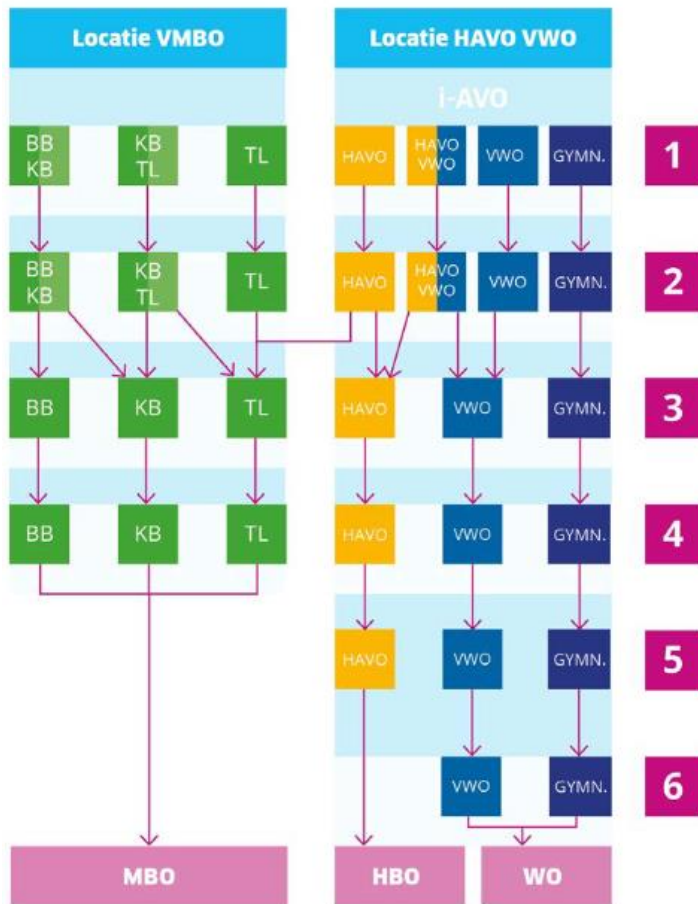 Locatie VMBO
Locatie HAVO VWO
i-AVO
BB
KB
KB
TL
TL
HAVO
HAVO
VWO
VWO
GYMN.
1
BB
KB
KB
TL
TL
HAVO
HAVO
VWO
VWO
GYMN.
2
BB
KB
TL
HAVO
VWO
GYMN.
3
BB
KB
TL
HAVO
VWO
GYMN.
4
HAVO
VWO
GYMN.
5
VWO
GYMN.
6
MBO
HBO
WO